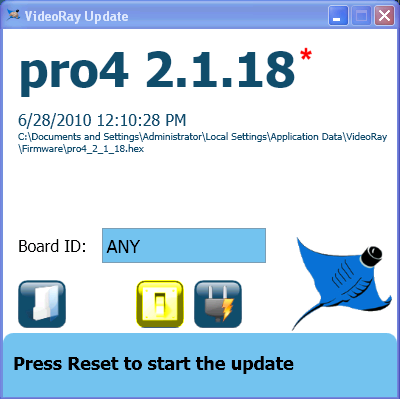 VideoRay Update
pro4 2.1.18*
6/28/2010 12:10:28 PM
C:\Documents and Settings\Administrator\Local Settings\Application Data\VideoRay
\Firmware\pro4_2_1_18.hex
Board ID: ANY
Press Reset to start the update